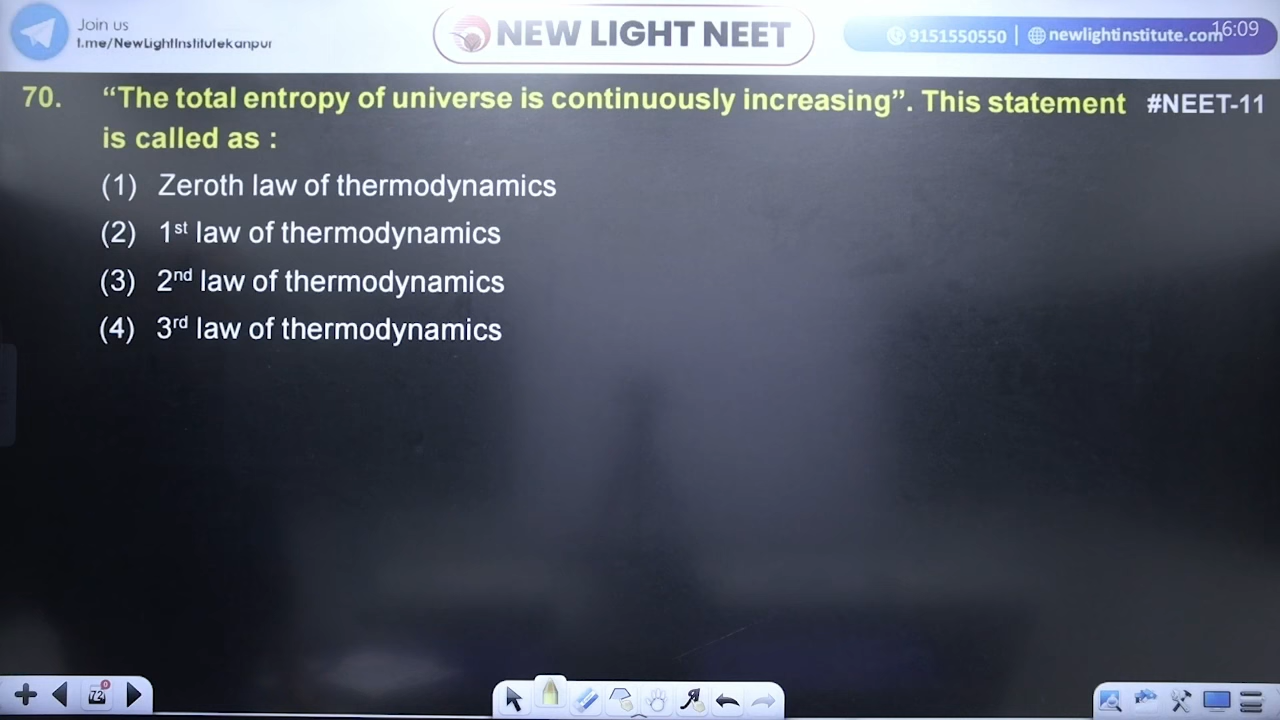 Join us
t.me/NewLightInstitutekanpur
NEW LIGHT NEET
9151550550 | newlightinstitute.com
16:09
70. “The total entropy of universe is continuously increasing”. This statement #NEET-11
is called as :
(1) Zeroth law of thermodynamics
(2) 1st law of thermodynamics
(3) 2nd law of thermodynamics
(4) 3rd law of thermodynamics
72